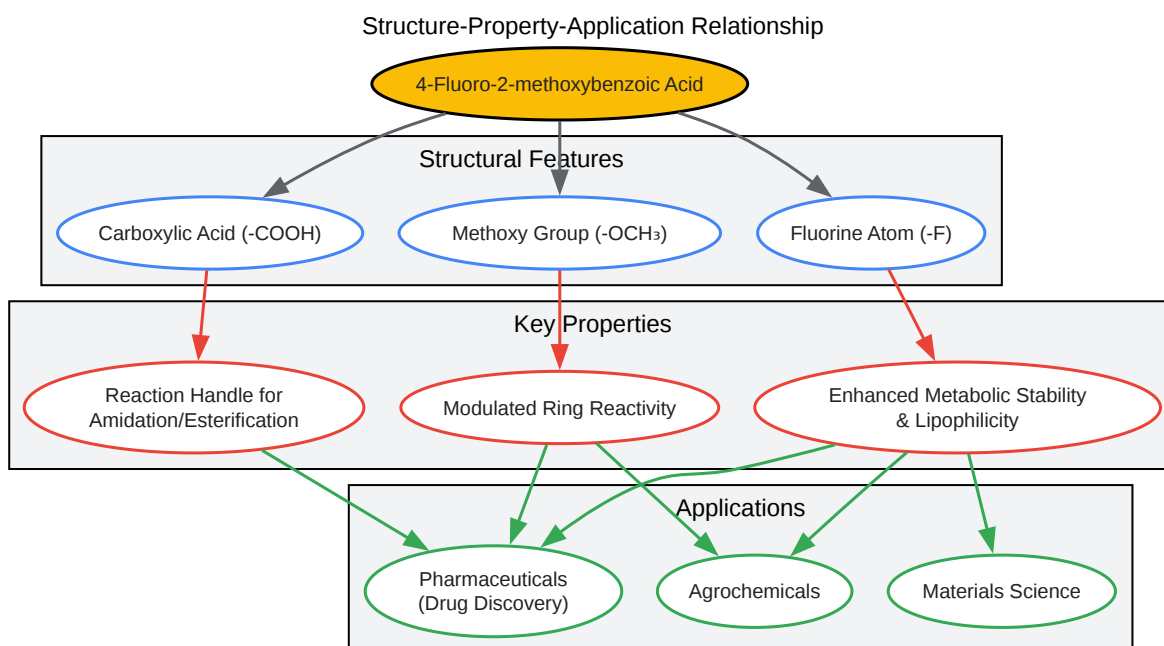 Structure-Property-Application Relationship
4-Fluoro-2-methoxybenzoic Acid
Structural Features
Carboxylic Acid (-COOH)
Methoxy Group (-OCH₃)
Fluorine Atom (-F)
Key Properties
Reaction Handle for
Amidation/Esterification
Modulated Ring Reactivity
Enhanced Metabolic Stability
& Lipophilicity
Applications
Pharmaceuticals
(Drug Discovery)
Agrochemicals
Materials Science